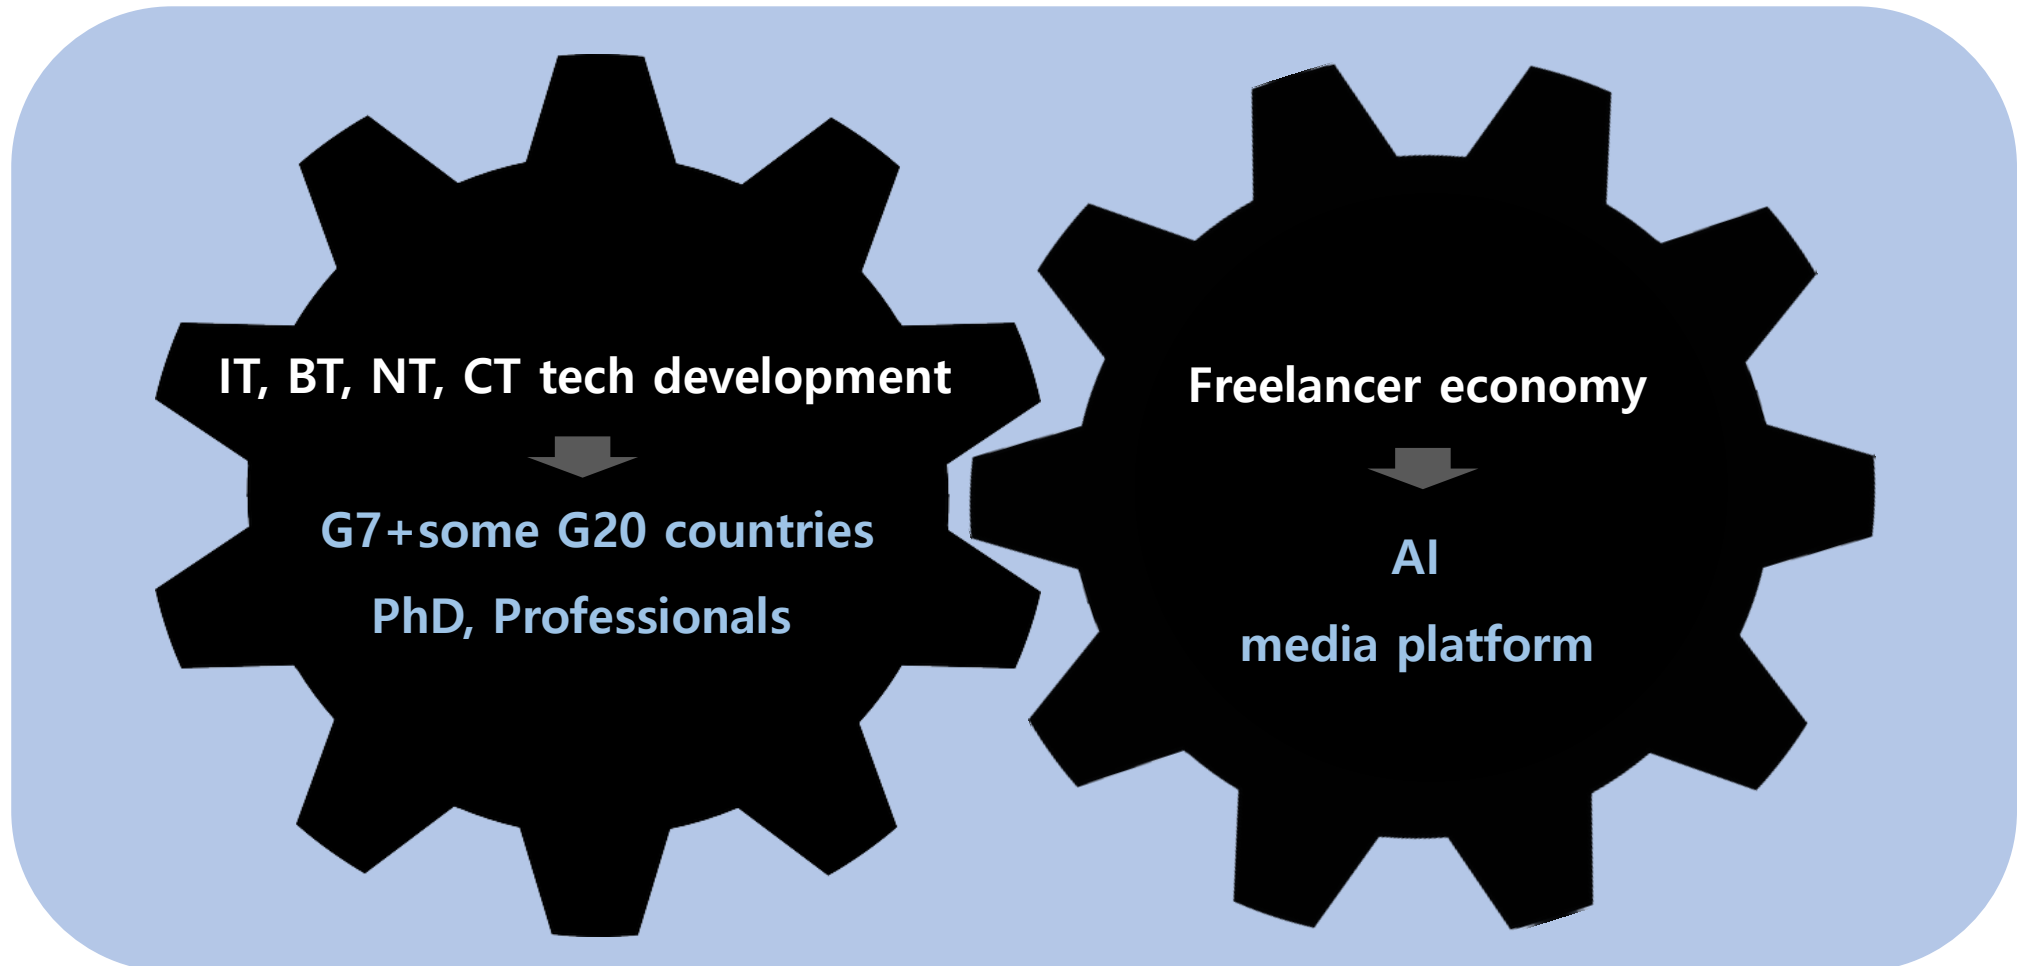 IT, BT, NT, CT tech development
G7+some G20 countries
PhD, Professionals
Freelancer economy
AI
media platform